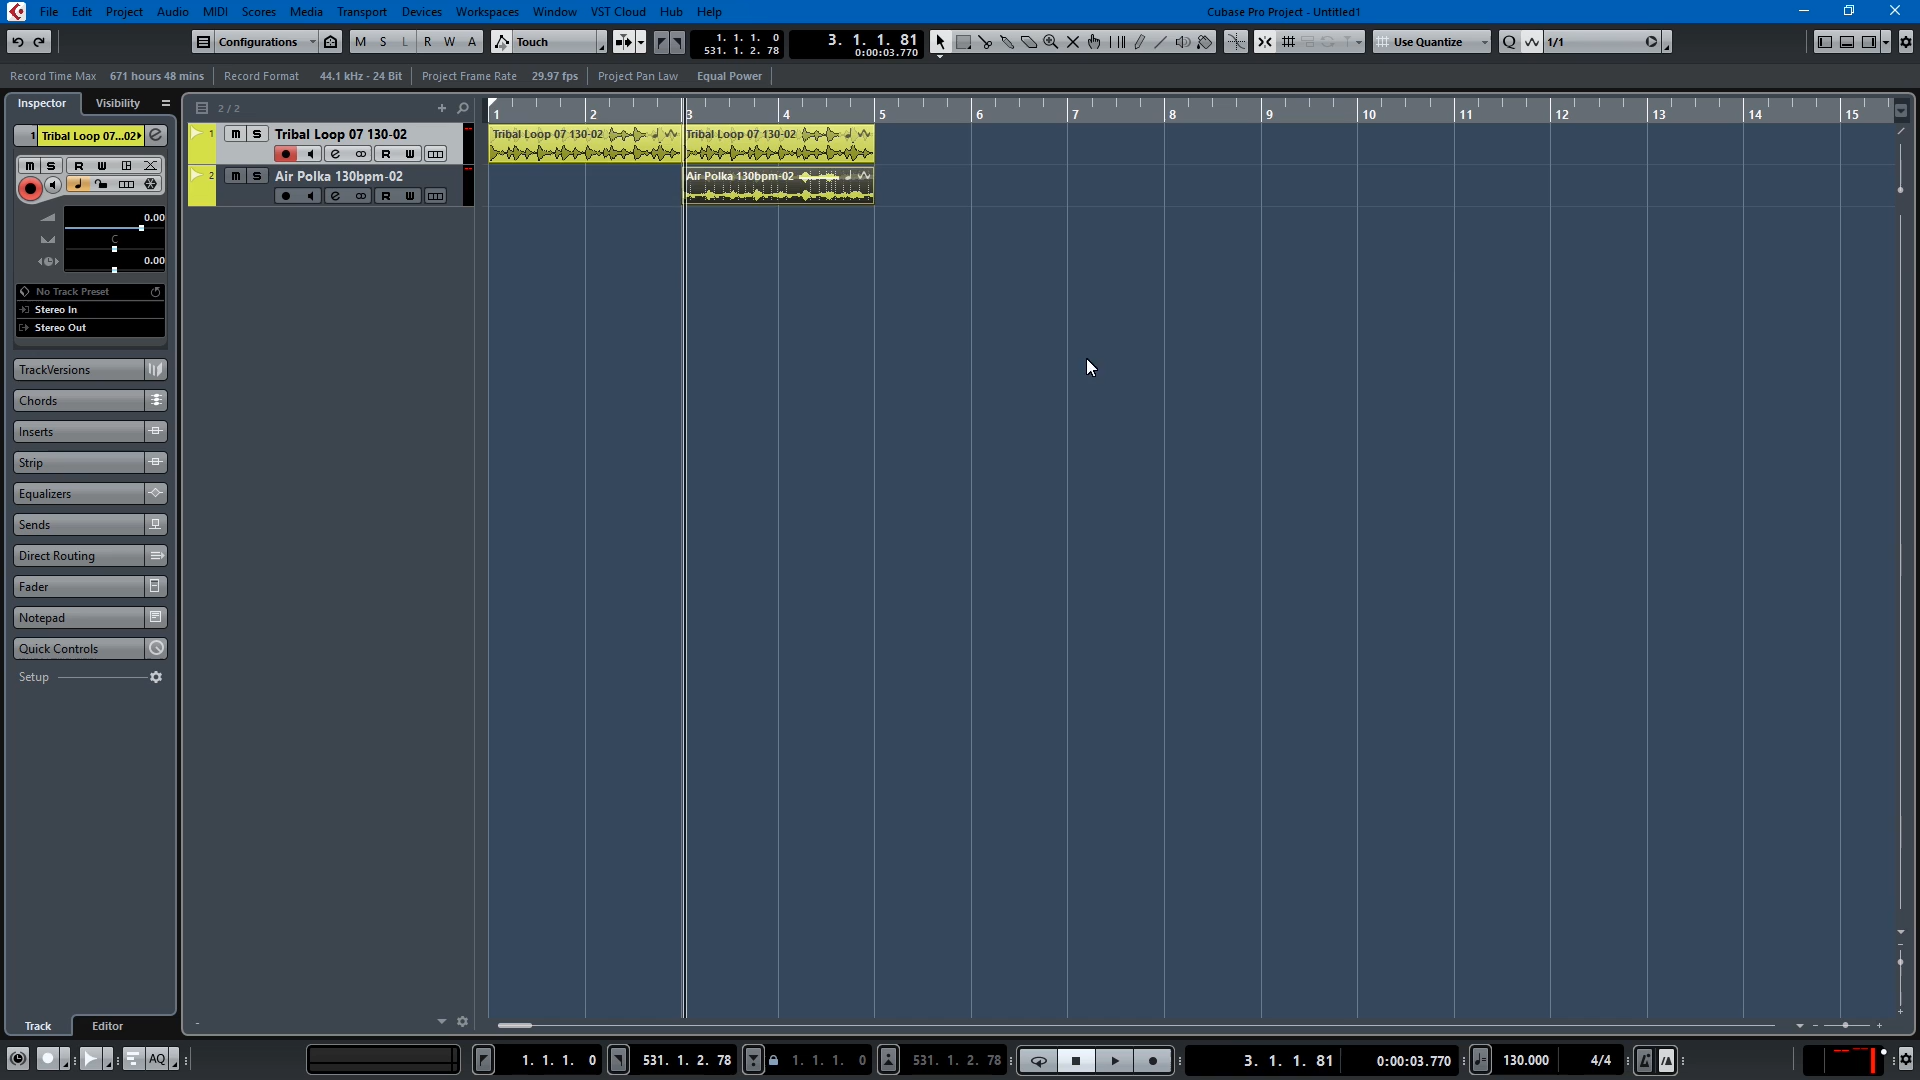 File Edit Project Audio MIDI Scores Media Transport Devices Workspaces Window VST Cloud Hub Help
Cubase Pro Project - Untitled1
Configurations M S L R W A Touch 1. 1. 1. 0 3. 1. 1. 81 Use Quantize Q 1/1
531. 1. 2. 78 0:00:03.770
Record Time Max 671 hours 48 mins Record Format 44.1 kHz - 24 Bit Project Frame Rate 29.97 fps Project Pan Law Equal Power
Inspector Visibility
2 / 2
1 2 3 4 5 6 7 8 9 10 11 12 13 14 15
1 Tribal Loop 07...02
1 m S Tribal Loop 07 130-02
R W
Tribal Loop 07 130-02 Tribal Loop 07 130-02
2 m S Air Polka 130bpm-02
R W
Air Polka 130bpm-02
m S R W
0.00
C
0.00
No Track Preset
Stereo In
Stereo Out
TrackVersions
Chords
Inserts
Strip
Equalizers
Sends
Direct Routing
Fader
Notepad
Quick Controls
Setup
Track Editor
AQ 1. 1. 1. 0 531. 1. 2. 78 1. 1. 1. 0 531. 1. 2. 78 3. 1. 1. 81 0:00:03.770 130.000 4/4